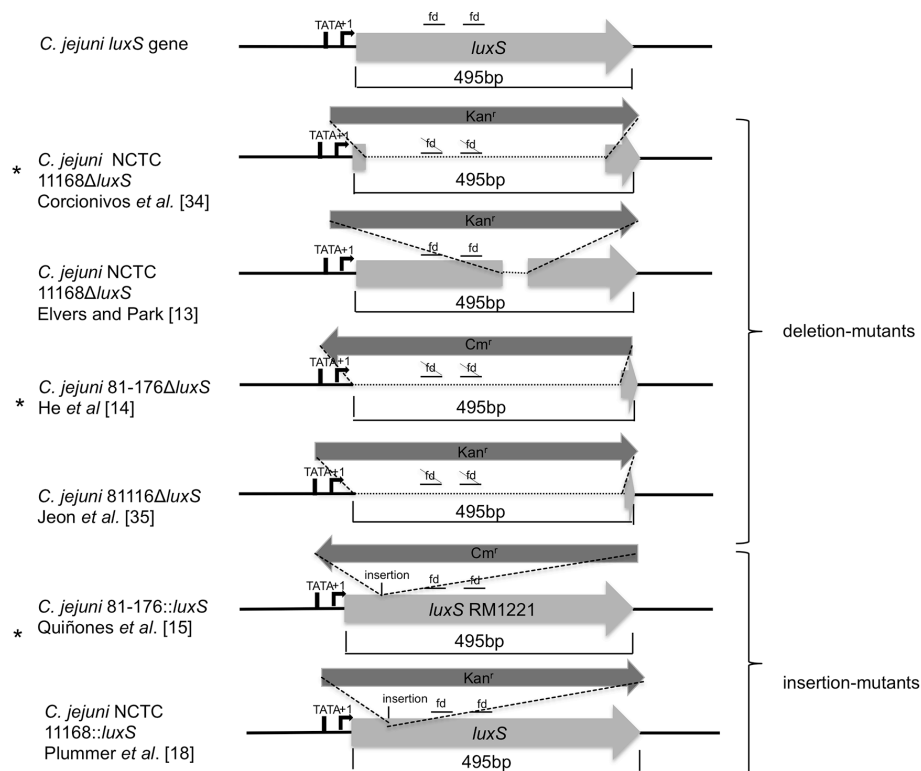 fd fd
TATA+1
C. jejuni luxS gene
luxS
495bp
Kanʳ
TATA+1
fd fd
* C. jejuni NCTC
11168ΔluxS
Corcionivos et al. [34]
495bp
Kanʳ
TATA+1
fd fd
C. jejuni NCTC
11168ΔluxS
Elvers and Park [13]
495bp
Cmʳ
TATA+1
fd fd
C. jejuni 81-176ΔluxS
* He et al [14]
495bp
Kanʳ
TATA+1
fd fd
C. jejuni 81116ΔluxS
Jeon et al. [35]
495bp
deletion-mutants
Cmʳ
insertion
TATA+1
fd fd
C. jejuni 81-176::luxS
* Quiñones et al. [15]
luxS RM1221
495bp
Kanʳ
insertion
TATA+1
fd fd
C. jejuni NCTC
11168::luxS
Plummer et al. [18]
luxS
495bp
insertion-mutants